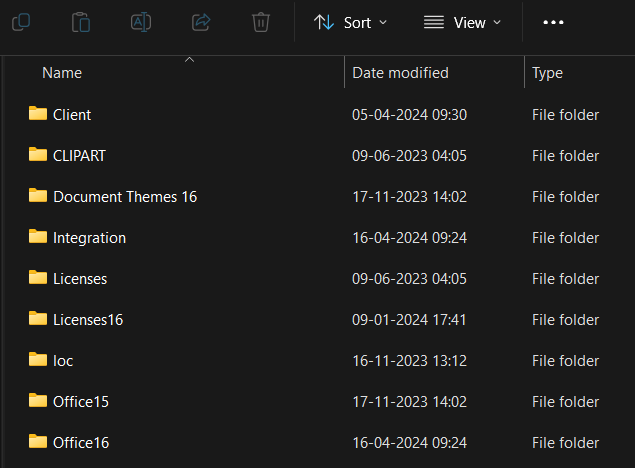 Sort View
Name Date modified Type
Client 05-04-2024 09:30 File folder
CLIPART 09-06-2023 04:05 File folder
Document Themes 16 17-11-2023 14:02 File folder
Integration 16-04-2024 09:24 File folder
Licenses 09-06-2023 04:05 File folder
Licenses16 09-01-2024 17:41 File folder
loc 16-11-2023 13:12 File folder
Office15 17-11-2023 14:02 File folder
Office16 16-04-2024 09:24 File folder